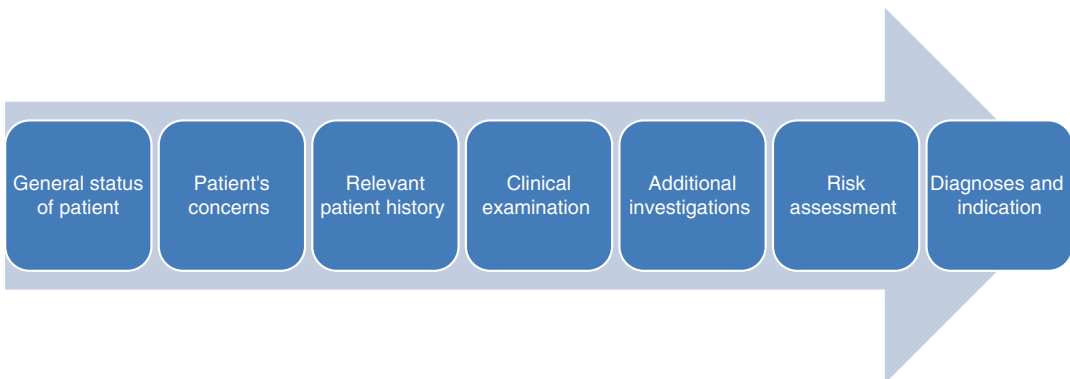 General status
of patient
Patient's
concerns
Relevant
patient history
Clinical
examination
Additional
investigations
Risk
assessment
Diagnoses and
indication